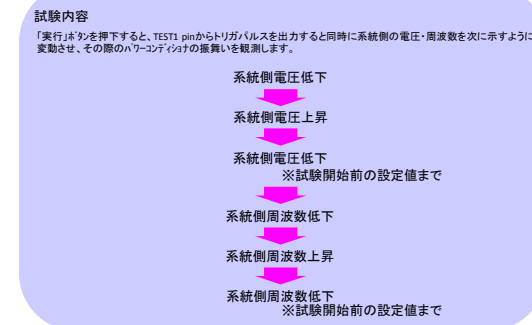 試験内容
「実行」ﾎﾞﾀﾝを押下すると、TEST1 pinからトリガパルスを出力すると同時に系統側の電圧・周波数を次に示すように
変動させ、その際のﾊﾟﾜｰｺﾝﾃﾞｨｼｮﾅの振舞いを観測します。
系統側電圧低下
系統側電圧上昇
系統側電圧低下
※試験開始前の設定値まで
系統側周波数低下
系統側周波数上昇
系統側周波数低下
※試験開始前の設定値まで